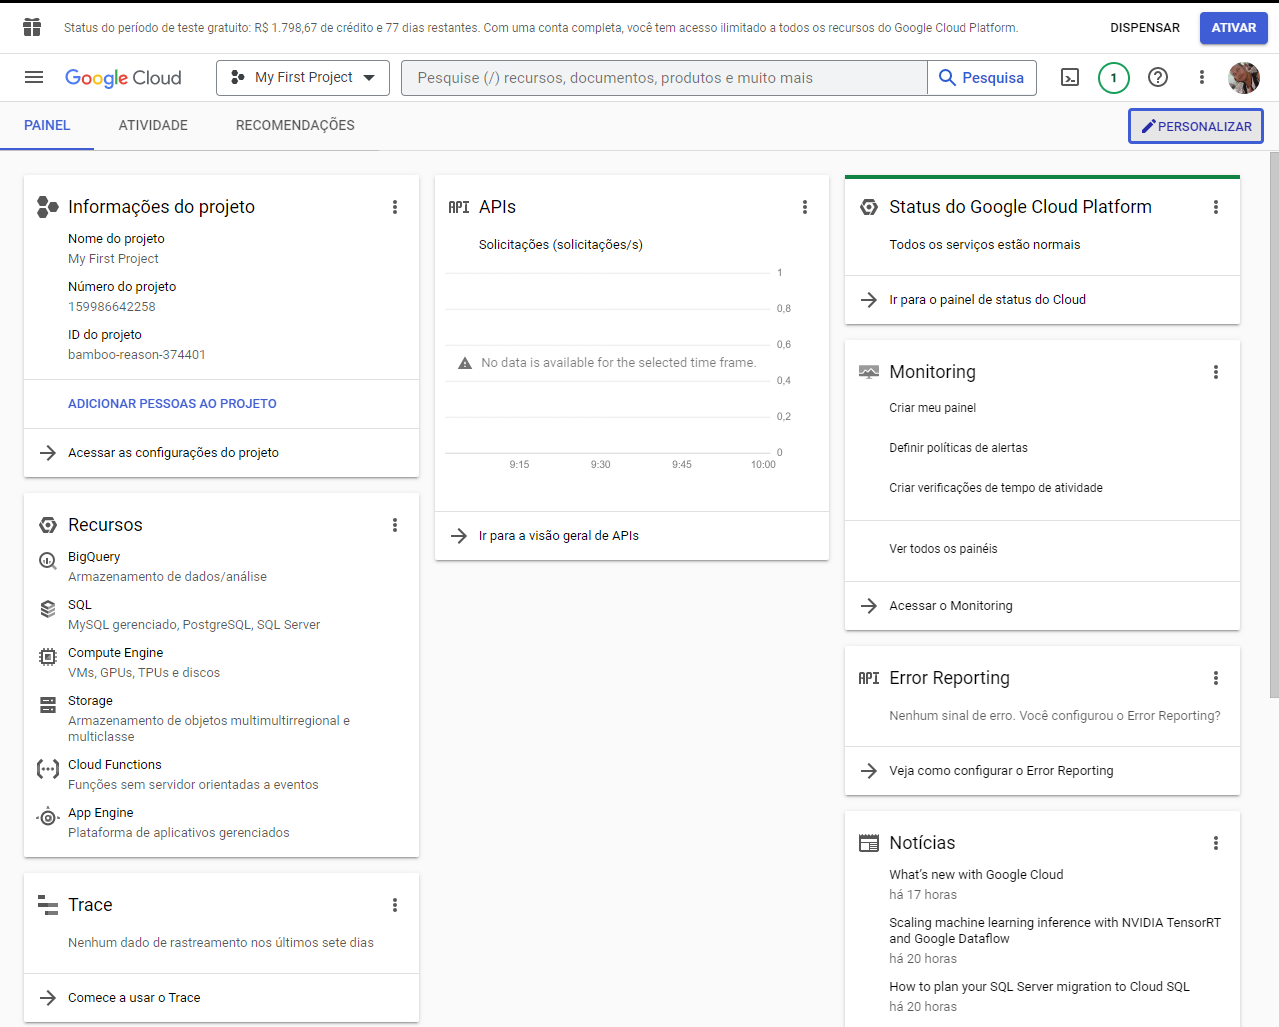 Status do período de teste gratuito: R$ 1.798,67 de crédito e 77 dias restantes. Com uma conta completa, você tem acesso ilimitado a todos os recursos do Google Cloud Platform.
DISPENSAR
ATIVAR
Google Cloud
My First Project
Pesquise (/) recursos, documentos, produtos e muito mais
Pesquisa
1
PAINEL
ATIVIDADE
RECOMENDAÇÕES
PERSONALIZAR
Informações do projeto
Nome do projeto
My First Project
Número do projeto
159986642258
ID do projeto
bamboo-reason-374401
ADICIONAR PESSOAS AO PROJETO
Acessar as configurações do projeto
Recursos
BigQuery
Armazenamento de dados/análise
SQL
MySQL gerenciado, PostgreSQL, SQL Server
Compute Engine
VMs, GPUs, TPUs e discos
Storage
Armazenamento de objetos multimultirregional e
multiclasse
Cloud Functions
Funções sem servidor orientadas a eventos
App Engine
Plataforma de aplicativos gerenciados
Trace
Nenhum dado de rastreamento nos últimos sete dias
Comece a usar o Trace
API APIs
Solicitações (solicitações/s)
1
0,8
0,6
No data is available for the selected time frame.
0,4
0,2
0
9:15 9:30 9:45 10:00
Ir para a visão geral de APIs
Status do Google Cloud Platform
Todos os serviços estão normais
Ir para o painel de status do Cloud
Monitoring
Criar meu painel
Definir políticas de alertas
Criar verificações de tempo de atividade
Ver todos os painéis
Acessar o Monitoring
API Error Reporting
Nenhum sinal de erro. Você configurou o Error Reporting?
Veja como configurar o Error Reporting
Notícias
What's new with Google Cloud
há 17 horas
Scaling machine learning inference with NVIDIA TensorRT
and Google Dataflow
há 20 horas
How to plan your SQL Server migration to Cloud SQL
há 20 horas